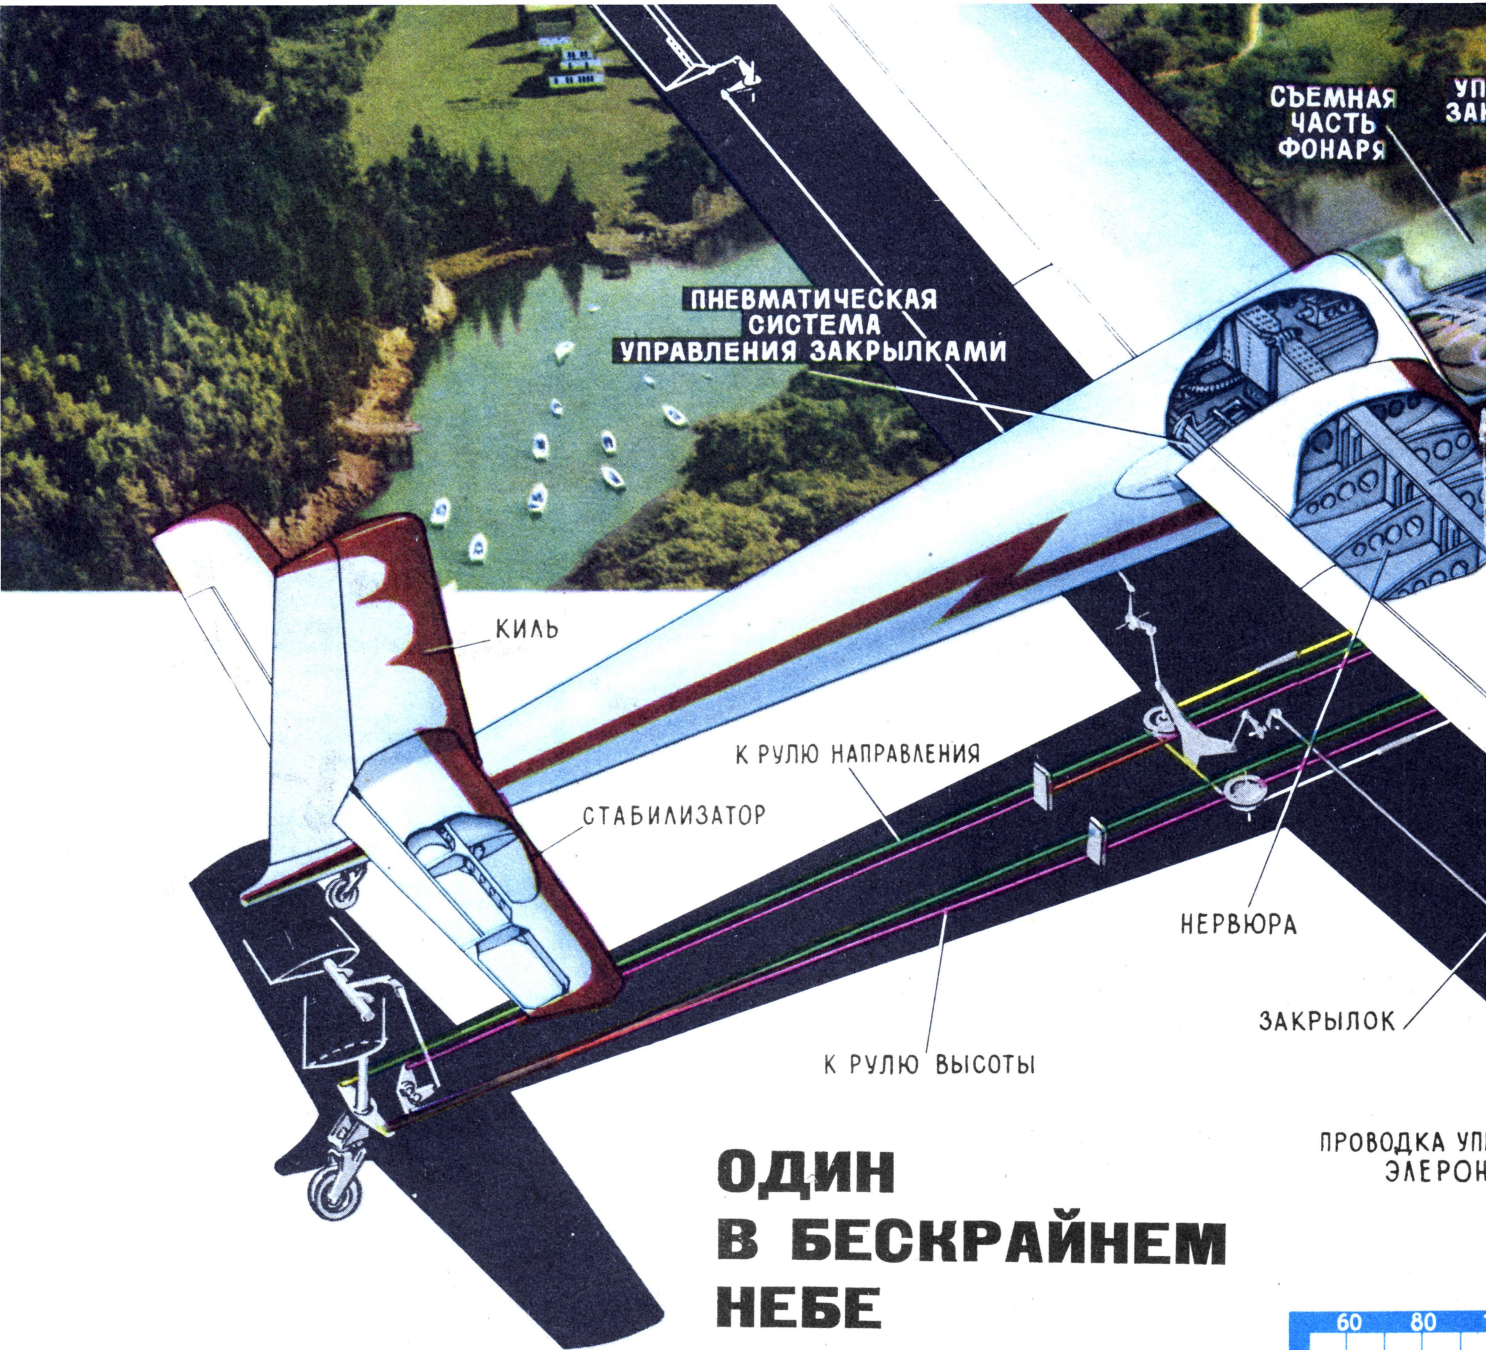 СЪЕМНАЯ
ЧАСТЬ
ФОНАРЯ
ПНЕВМАТИЧЕСКАЯ
СИСТЕМА
УПРАВЛЕНИЯ ЗАКРЫЛКАМИ
КИЛЬ
К РУЛЮ НАПРАВЛЕНИЯ
СТАБИЛИЗАТОР
НЕРВЮРА
ЗАКРЫЛОК
К РУЛЮ ВЫСОТЫ
ПРОВОДКА
ОДИН
В БЕСКРАЙНЕМ
НЕБЕ
60 80